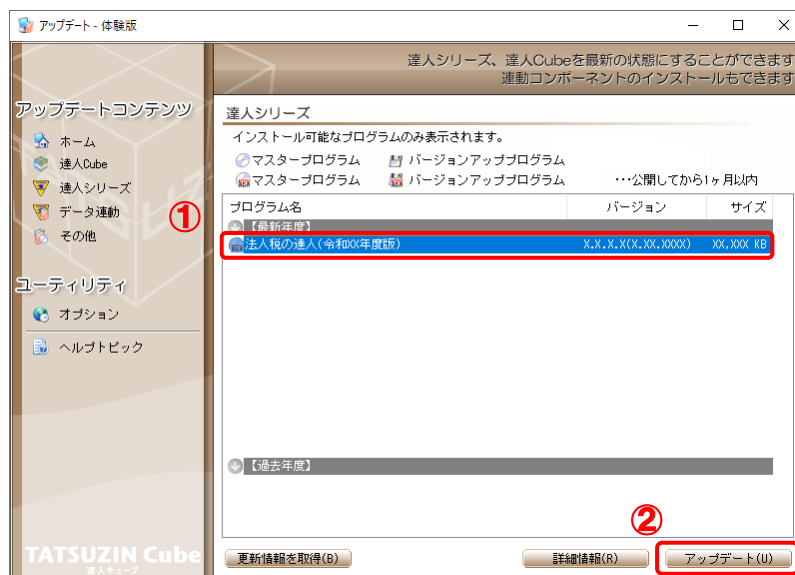 アップデート - 体験版
達人シリーズ、達人Cubeを最新の状態にすることができます
連動コンポーネントのインストールもできます
アップデートコンテンツ
ホーム
達人Cube
達人シリーズ
データ連動
その他
ユーティリティ
オプション
ヘルプトピック
TATSUZIN Cube
達人キューブ
達人シリーズ
インストール可能なプログラムのみ表示されます。
マスタープログラム バージョンアッププログラム
マスタープログラム バージョンアッププログラム ・・・公開してから1ヶ月以内
プログラム名 バージョン サイズ
【最新年度】
① 法人税の達人(令和XX年度版) X.X.X.X(X.XX.XXXX) XX,XXX KB
【過去年度】
②
更新情報を取得(B) 詳細情報(R) アップデート(U)